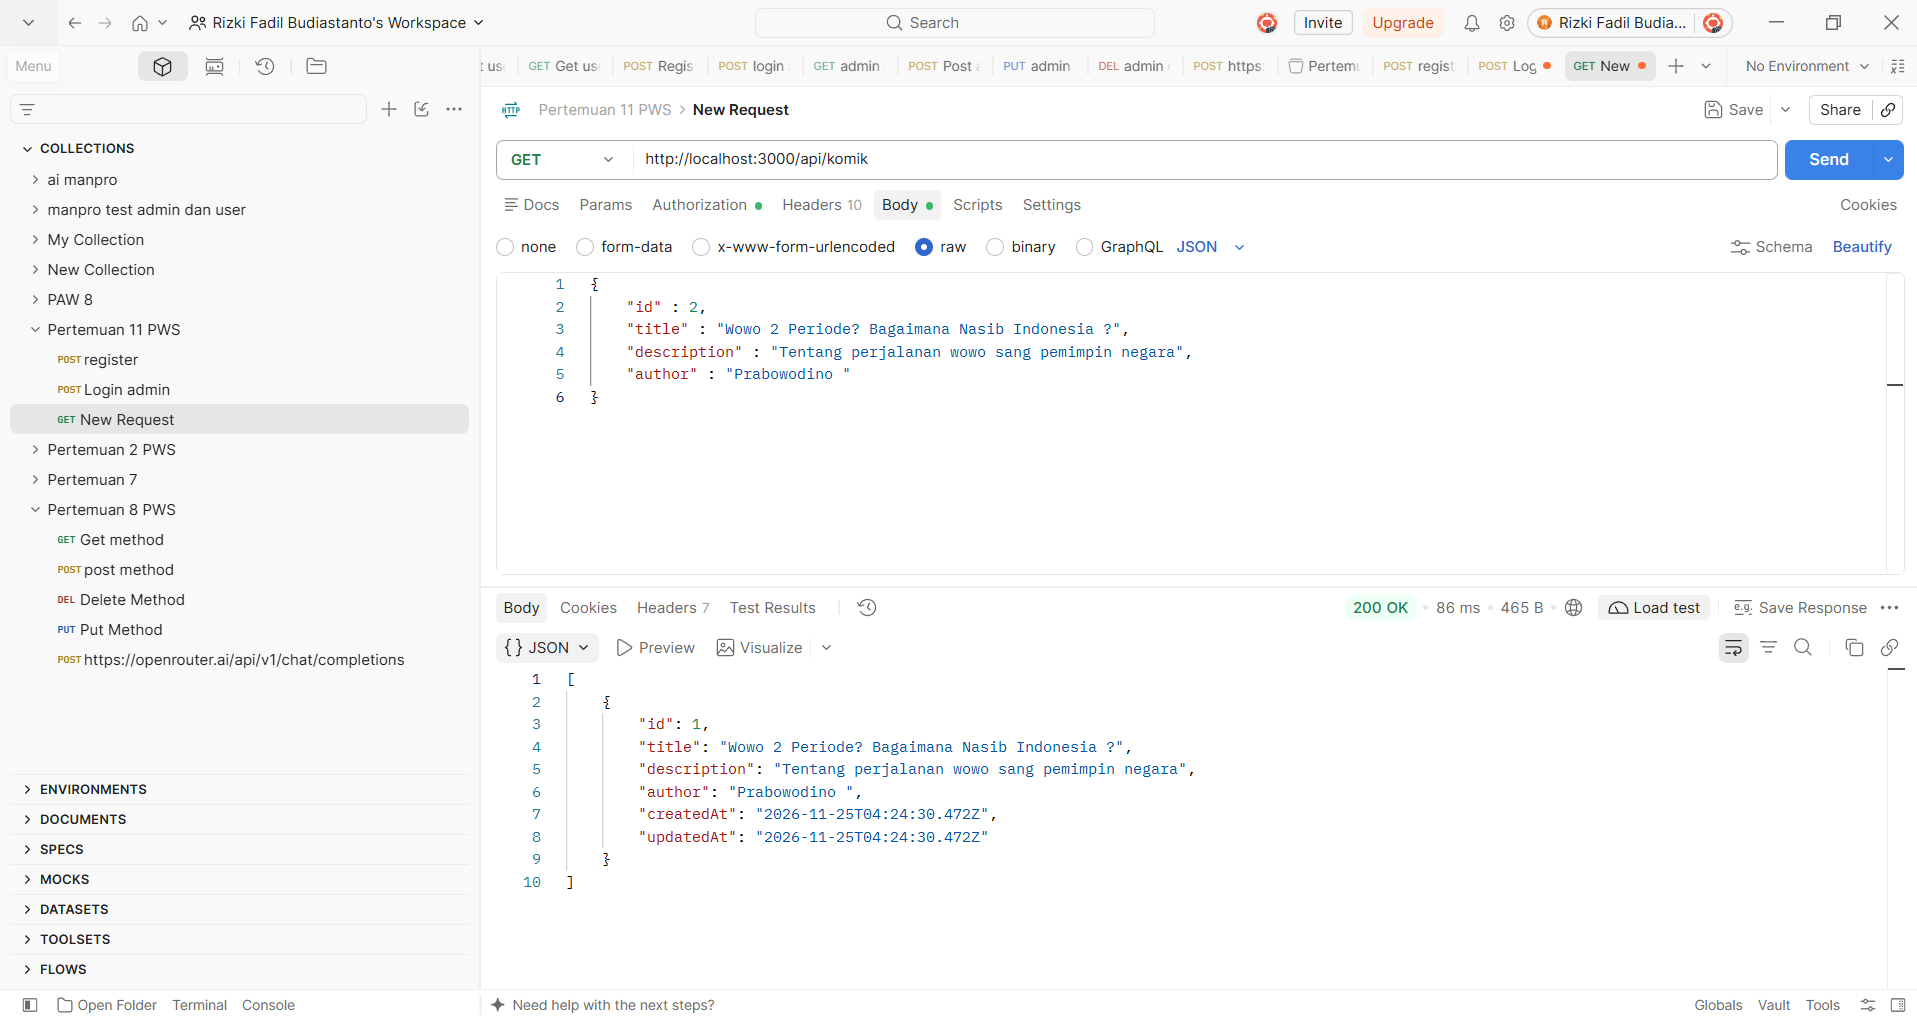 Rizki Fadil Budiastanto's Workspace
Search
Invite
Upgrade
R
Rizki Fadil Budia...
Menu
GET Get us
POST Regis
POST login
GET admin
POST Post
PUT admin
DEL admin
POST https:
Pertem
POST regist
POST Log
GET New
No Environment
HTTP
Pertemuan 11 PWS > New Request
Save
Share
COLLECTIONS
ai manpro
manpro test admin dan user
My Collection
New Collection
PAW 8
Pertemuan 11 PWS
POST register
POST Login admin
GET New Request
Pertemuan 2 PWS
Pertemuan 7
Pertemuan 8 PWS
GET Get method
POST post method
DEL Delete Method
PUT Put Method
POST https://openrouter.ai/api/v1/chat/completions
ENVIRONMENTS
DOCUMENTS
SPECS
MOCKS
DATASETS
TOOLSETS
FLOWS
GET
http://localhost:3000/api/komik
Send
Docs
Params
Authorization
Headers 10
Body
Scripts
Settings
Cookies
none
form-data
x-www-form-urlencoded
raw
binary
GraphQL
JSON
Schema
Beautify
1 {
2 "id" : 2,
3 "title" : "Wowo 2 Periode? Bagaimana Nasib Indonesia ?",
4 "description" : "Tentang perjalanan wowo sang pemimpin negara",
5 "author" : "Prabowodino "
6 }
Body
Cookies
Headers 7
Test Results
200 OK
86 ms
465 B
Load test
e.g. Save Response
{} JSON
Preview
Visualize
1 [
2 {
3 "id": 1,
4 "title": "Wowo 2 Periode? Bagaimana Nasib Indonesia ?",
5 "description": "Tentang perjalanan wowo sang pemimpin negara",
6 "author": "Prabowodino ",
7 "createdAt": "2026-11-25T04:24:30.472Z",
8 "updatedAt": "2026-11-25T04:24:30.472Z"
9 }
10 ]
Open Folder
Terminal
Console
Need help with the next steps?
Globals
Vault
Tools